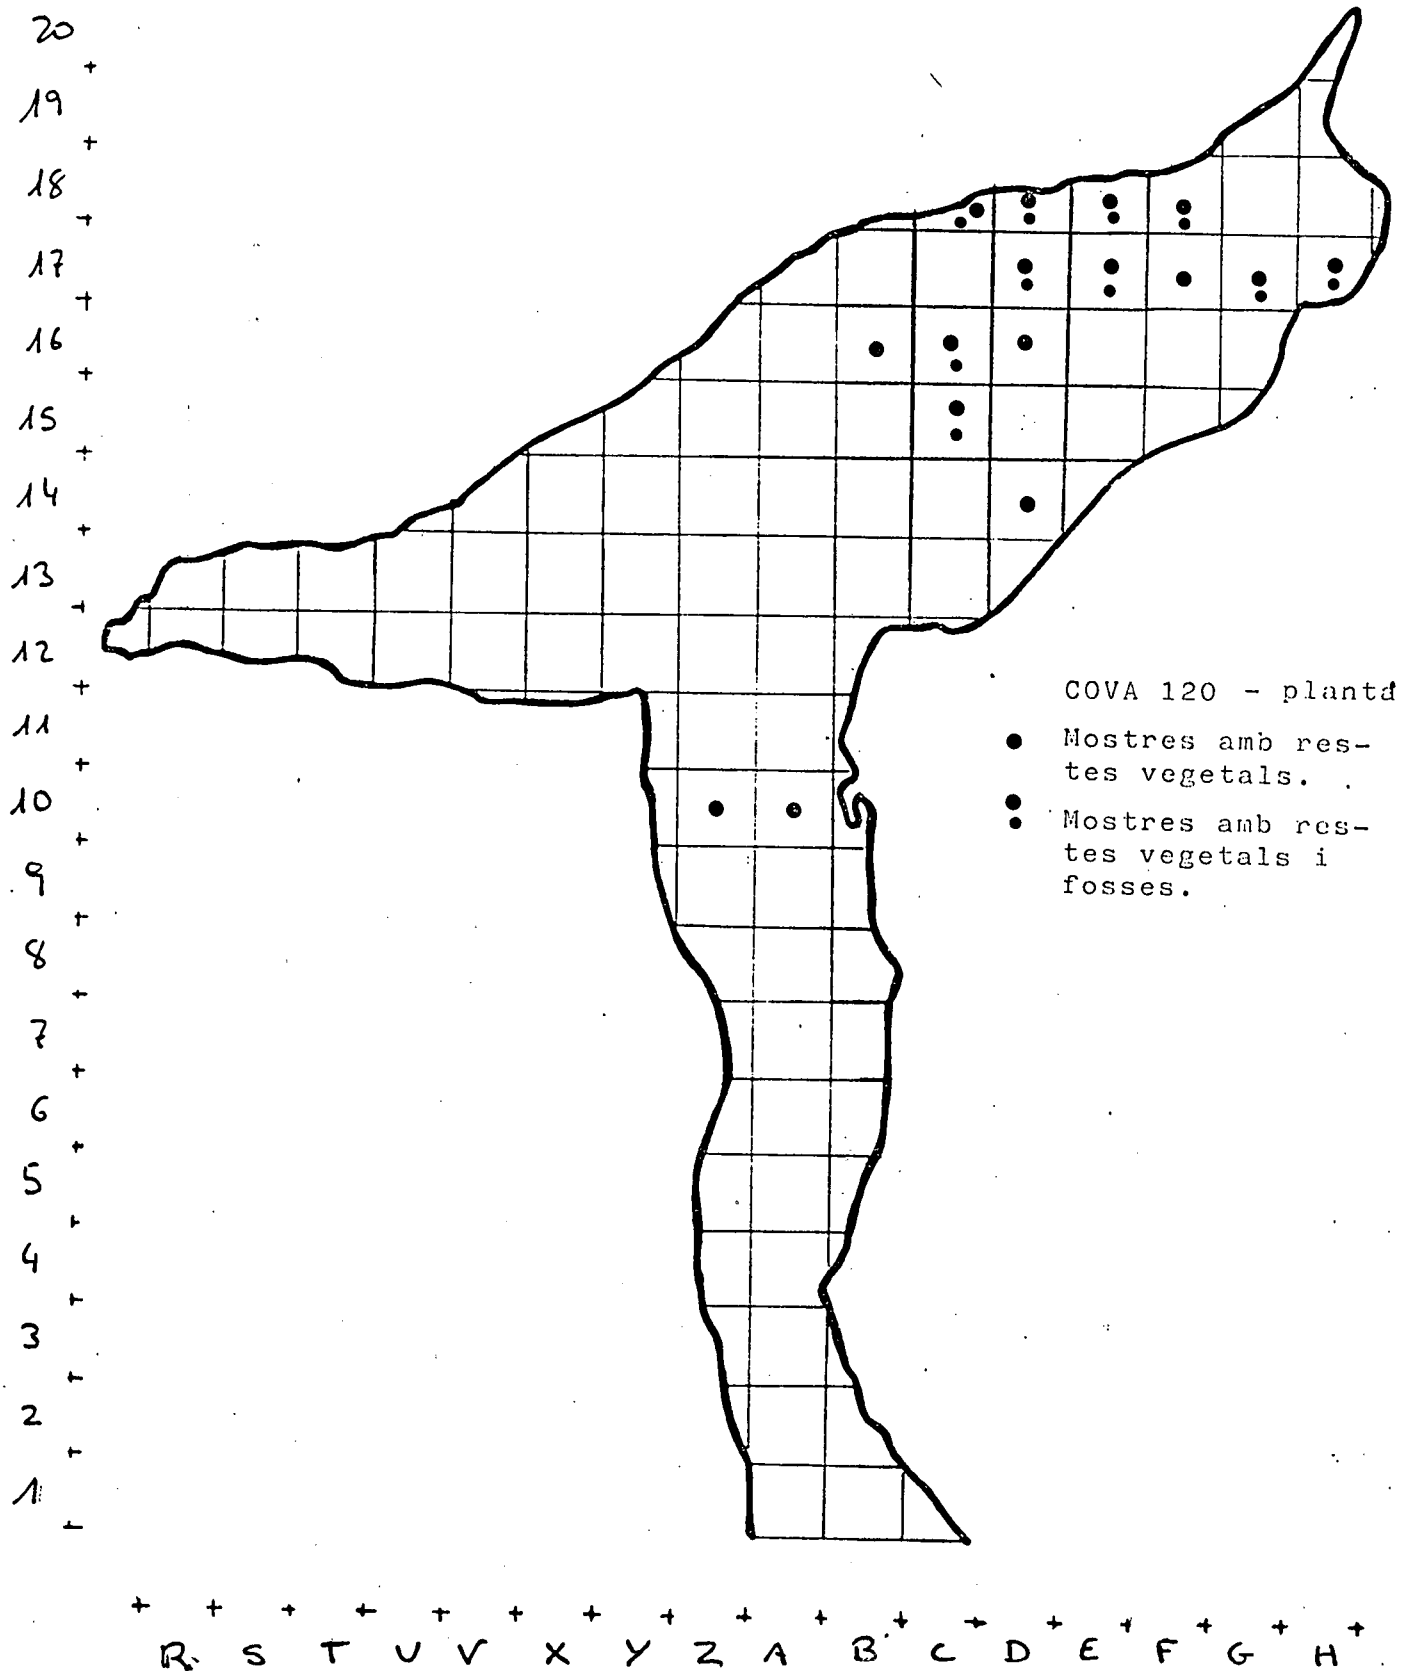 20
19
18
17
16
15
14
13
12
11
10
9
8
7
6
5
4
3
2
1
COVA 120 - planta
Mostres amb res-
tes vegetals.
Mostres amb res-
tes vegetals i
fosses.
R S T U V X Y Z A B C D E F G H